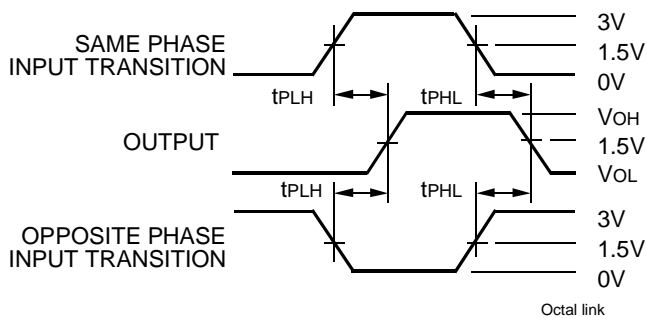 SAME PHASE
INPUT TRANSITION
3V
1.5V
0V
tPLH
tPHL
OUTPUT
VOH
1.5V
VOL
tPLH
tPHL
OPPOSITE PHASE
INPUT TRANSITION
3V
1.5V
0V
Octal link